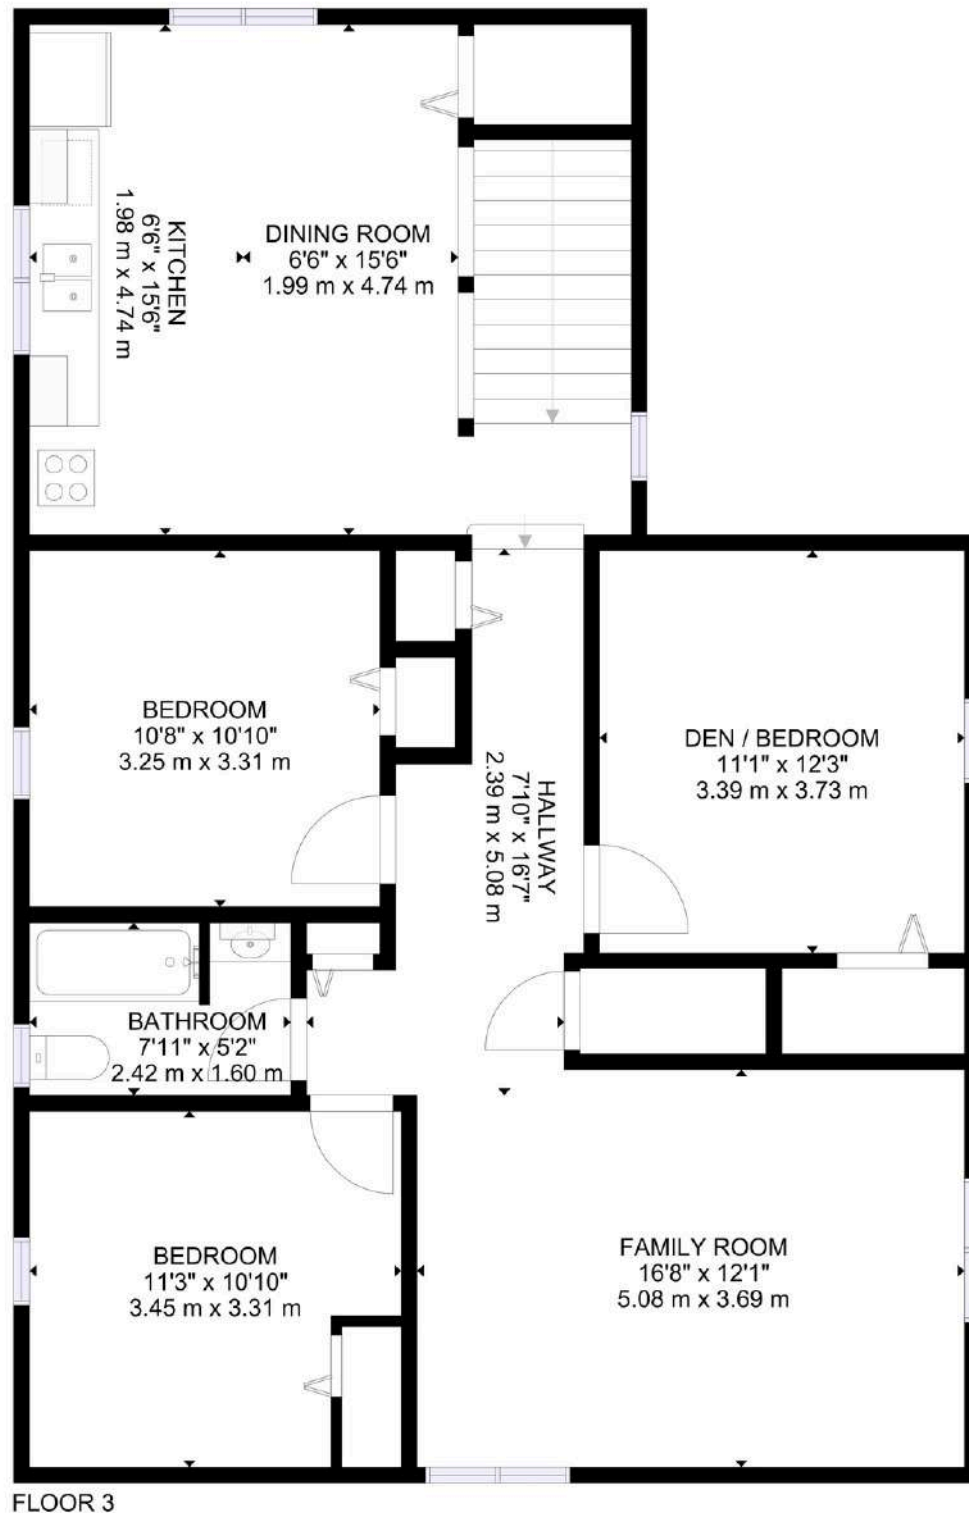 KITCHEN
6'6" x 15'6"
1.98 m x 4.74 m
DINING ROOM
6'6" x 15'6"
1.99 m x 4.74 m
BEDROOM
10'8" x 10'10"
3.25 m x 3.31 m
HALLWAY
7'10" x 16'7"
2.39 m x 5.08 m
DEN / BEDROOM
11'1" x 12'3"
3.39 m x 3.73 m
BATHROOM
7'11" x 5'2"
2.42 m x 1.60 m
BEDROOM
11'3" x 10'10"
3.45 m x 3.31 m
FAMILY ROOM
16'8" x 12'1"
5.08 m x 3.69 m
FLOOR 3